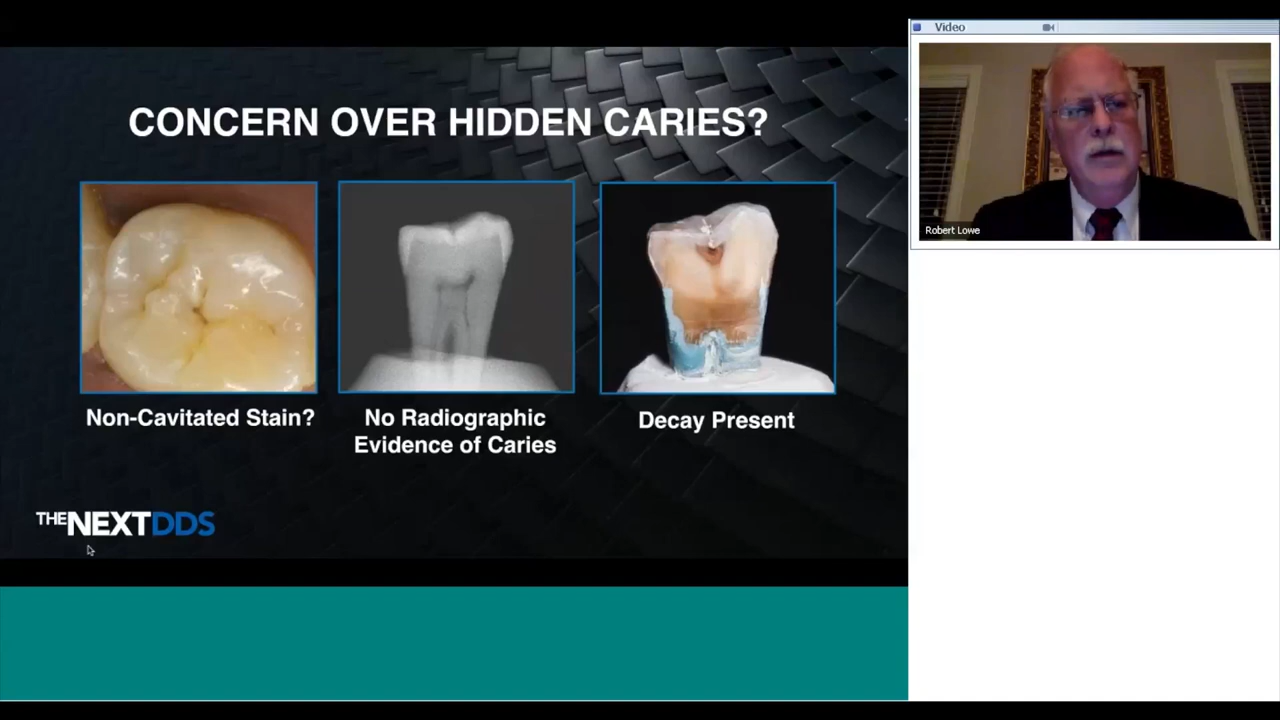 CONCERN OVER HIDDEN CARIES?
Non-Cavitated Stain?
No Radiographic
Evidence of Caries
Decay Present
THENEXTDDS
Video
Robert Lowe